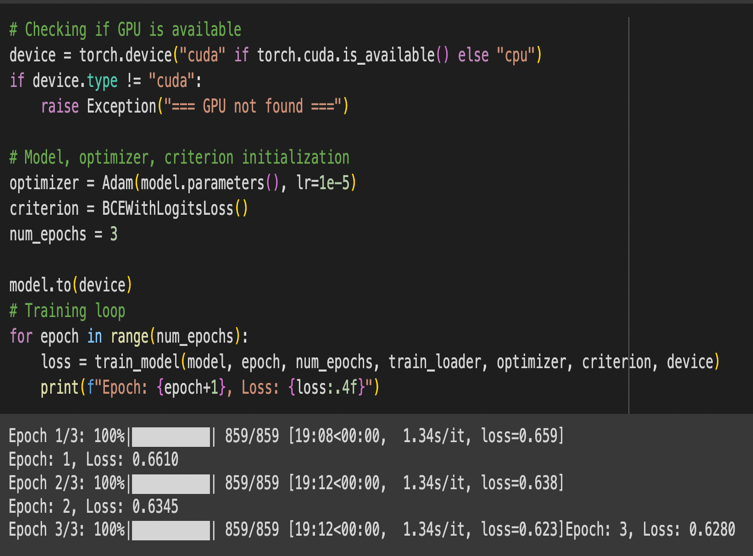 # Checking if GPU is available
device = torch.device("cuda" if torch.cuda.is_available() else "cpu")
if device.type != "cuda":
    raise Exception("=== GPU not found ===")

# Model, optimizer, criterion initialization
optimizer = Adam(model.parameters(), lr=1e-5)
criterion = BCEWithLogitsLoss()
num_epochs = 3

model.to(device)
# Training loop
for epoch in range(num_epochs):
    loss = train_model(model, epoch, num_epochs, train_loader, optimizer, criterion, device)
    print(f"Epoch: {epoch+1}, Loss: {loss:.4f}")
Epoch 1/3: 100%|██████████| 859/859 [19:08<00:00,  1.34s/it, loss=0.659]
Epoch: 1, Loss: 0.6610
Epoch 2/3: 100%|██████████| 859/859 [19:12<00:00,  1.34s/it, loss=0.638]
Epoch: 2, Loss: 0.6345
Epoch 3/3: 100%|██████████| 859/859 [19:12<00:00,  1.34s/it, loss=0.623]Epoch: 3, Loss: 0.6280